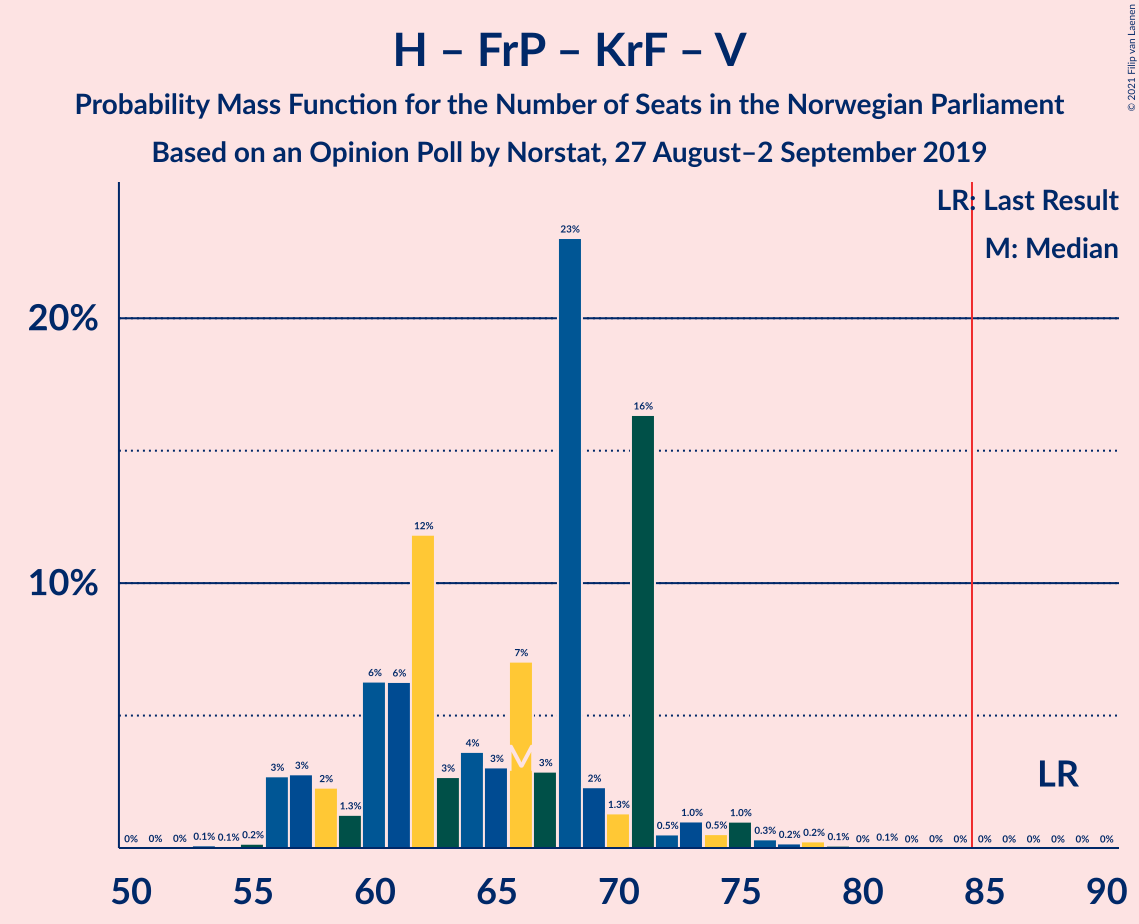 H – FrP – KrF – V
Probability Mass Function for the Number of Seats in the Norwegian Parliament
Based on an Opinion Poll by Norstat, 27 August–2 September 2019
© 2021 Filip van Laenen
LR: Last Result
M: Median
20%
10%
0% 0% 0% 0.1% 0.1% 0.2% 3% 3% 2% 1.3% 6% 6% 12% 3% 4% 3% 7% 3% 23% 2% 1.3% 16% 0.5% 1.0% 0.5% 1.0% 0.3% 0.2% 0.2% 0.1% 0% 0.1% 0% 0% 0% 0% 0% 0% 0% 0% 0%
M
LR
50 55 60 65 70 75 80 85 90